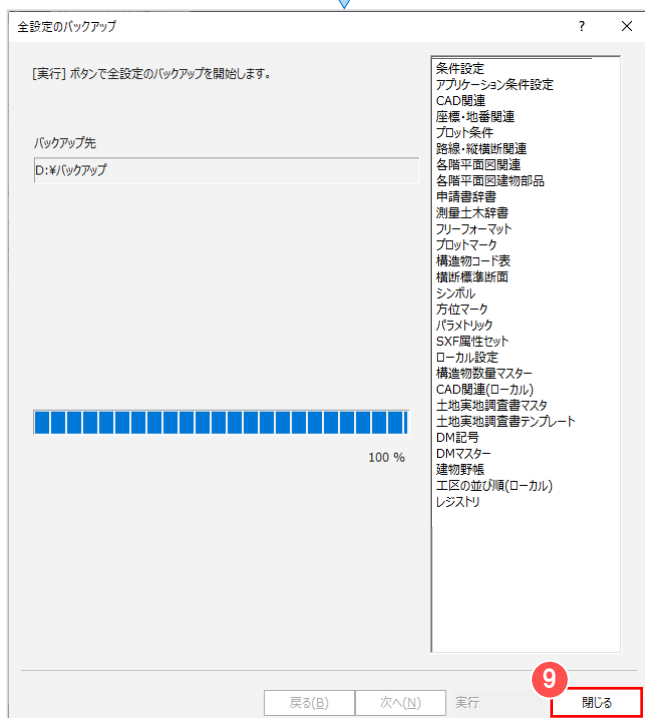 全設定のバックアップ
?
×
[実行] ボタンで全設定のバックアップを開始します。
バックアップ先
D:¥バックアップ
100 %
条件設定
アプリケーション条件設定
CAD関連
座標・地番関連
プロット条件
路線・縦横断関連
各階平面図関連
各階平面図建物部品
申請書辞書
測量土木辞書
フリーフォーマット
プロットマーク
構造物コード表
横断標準断面
シンボル
方位マーク
パラメトリック
SXF属性セット
ローカル設定
構造物数量マスター
CAD関連(ローカル)
土地実地調査書マスタ
土地実地調査書テンプレート
DM記号
DMマスター
建物野帳
工区の並び順(ローカル)
レジストリ
9
戻る(B)
次へ(N)
実行
閉じる